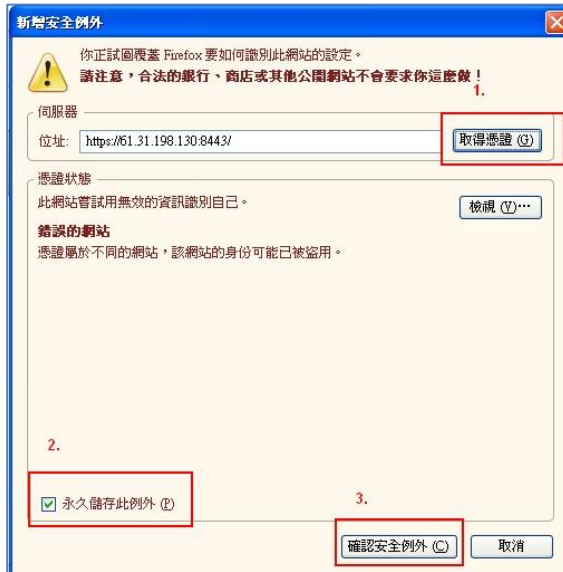 新增安全例外
你正試圖覆蓋 Firefox 要如何識別此網站的設定。
請注意，合法的銀行、商店或其他公開網站不會要求你這麼做！
1.
伺服器
位址: https://61.31.198.130:8443/ 取得憑證 (G)
憑證狀態
此網站嘗試用無效的資訊識別自己。 檢視 (V)…
錯誤的網站
憑證屬於不同的網站，該網站的身份可能已被盜用。
2.
永久儲存此例外 (P)
3.
確認安全例外 (C) 取消